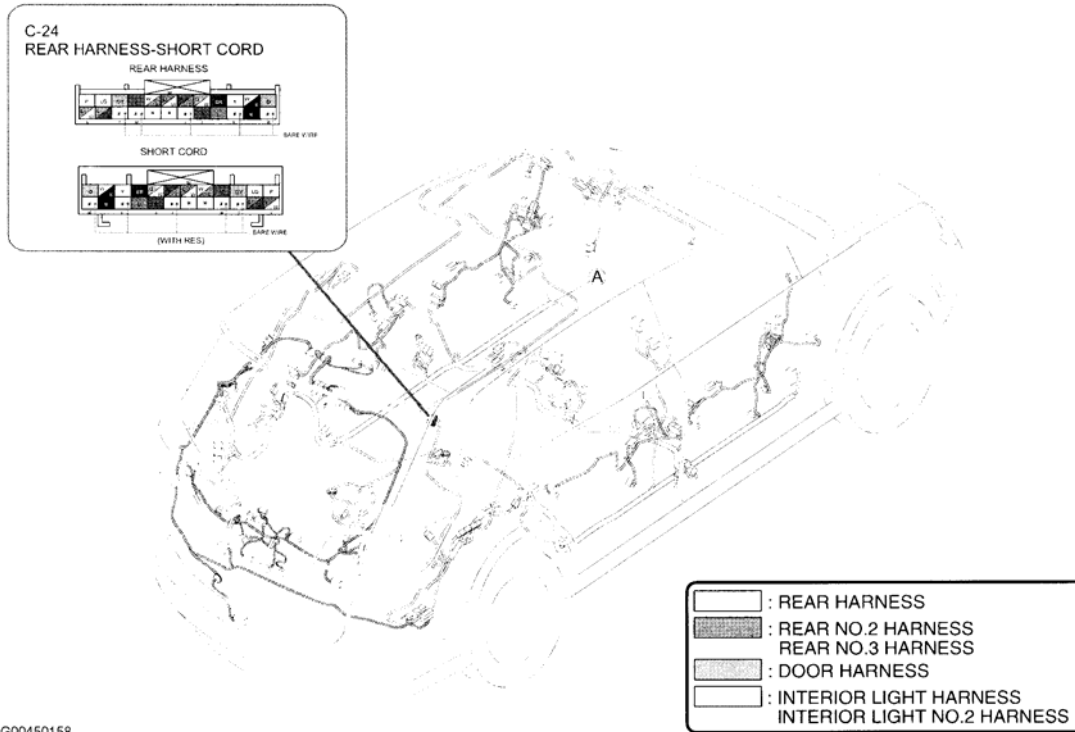 C-24
REAR HARNESS-SHORT CORD
REAR HARNESS
BARE WIRE
SHORT CORD
BARE WIRE
(WITH RES)
A
: REAR HARNESS
: REAR NO.2 HARNESS
REAR NO.3 HARNESS
: DOOR HARNESS
: INTERIOR LIGHT HARNESS
INTERIOR LIGHT NO.2 HARNESS
G00450158